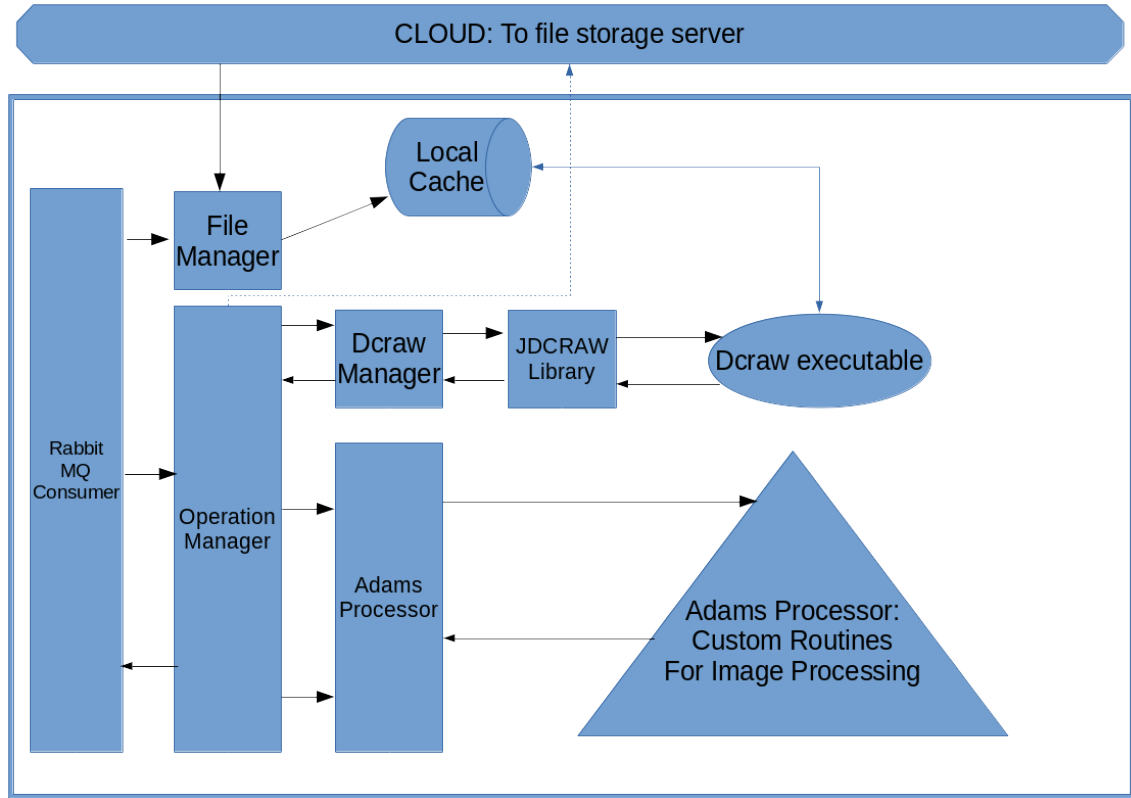 CLOUD: To file storage server
Local
Cache
File
Manager
Dcraw
Manager
JDCRAW
Library
Dcraw executable
Rabbit
MQ
Consumer
Operation
Manager
Adams
Processor
Adams Processor:
Custom Routines
For Image Processing